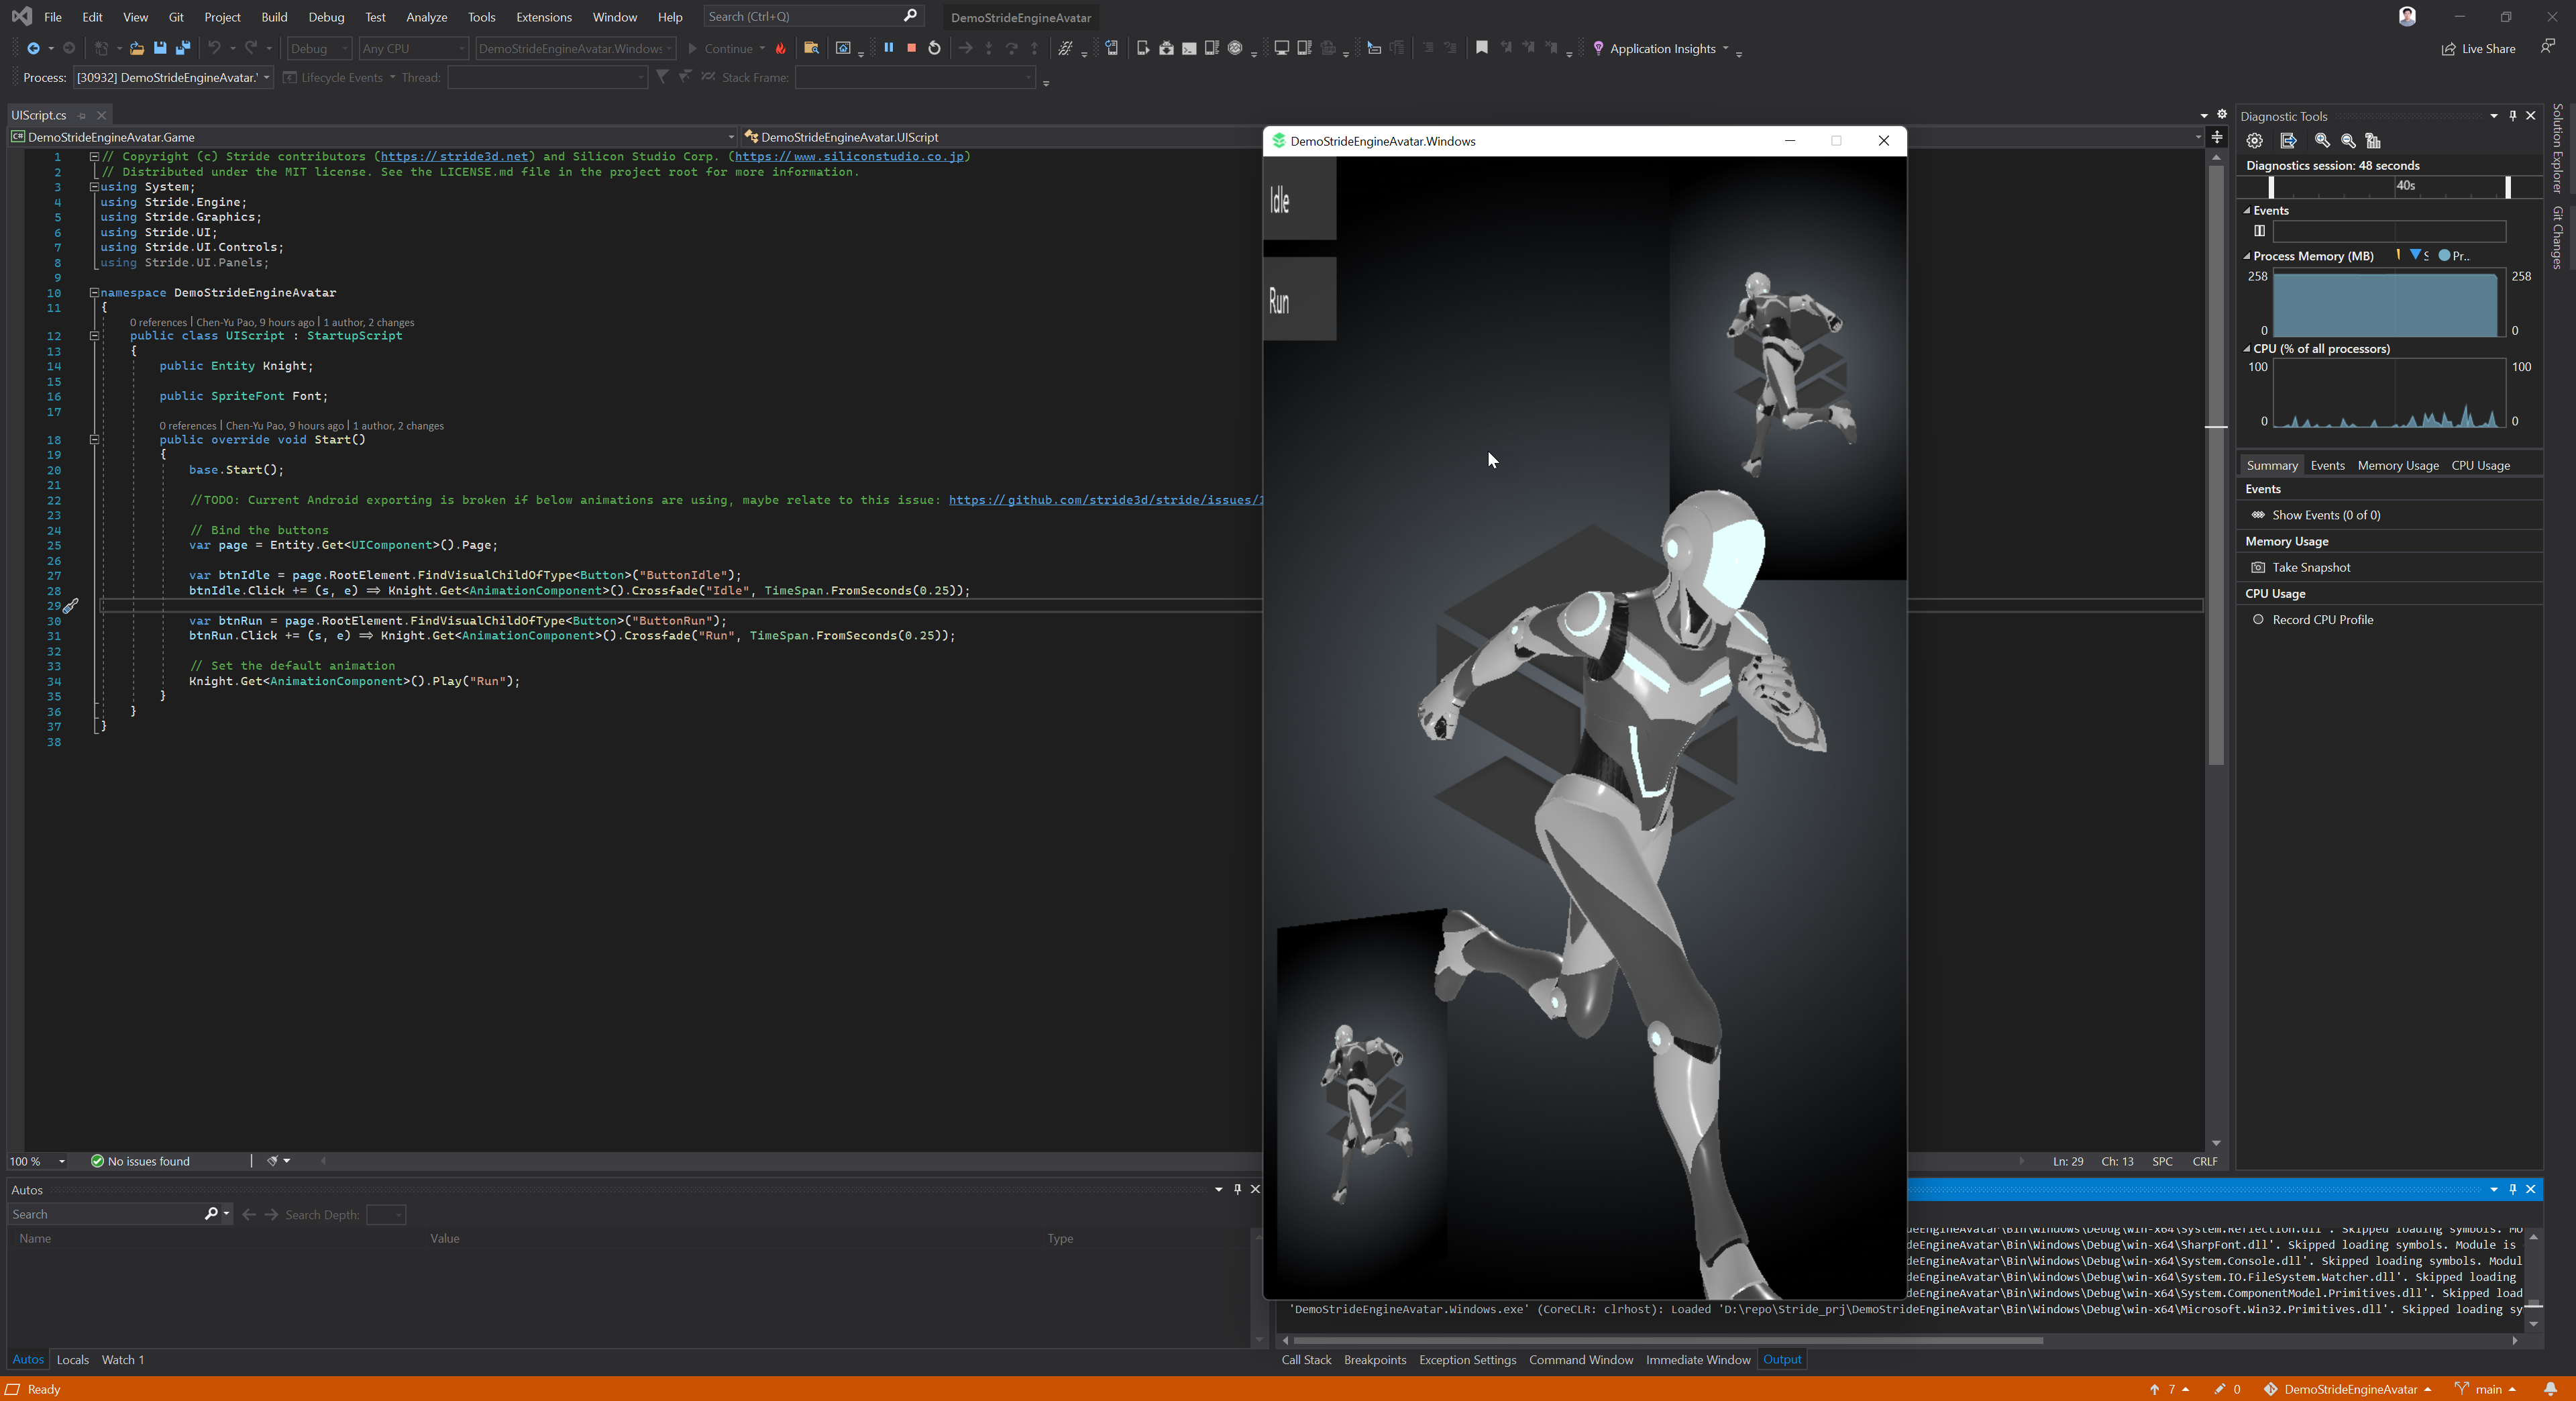 File Edit View Git Project Build Debug Test Analyze Tools Extensions Window Help Search (Ctrl+Q) DemoStrideEngineAvatar
Debug Any CPU DemoStrideEngineAvatar.Windows Continue Application Insights Live Share
Process: [30932] DemoStrideEngineAvatar. Lifecycle Events Thread: Stack Frame:
UIScript.cs
DemoStrideEngineAvatar.Game DemoStrideEngineAvatar.UIScript
1 // Copyright (c) Stride contributors (https://stride3d.net) and Silicon Studio Corp. (https://www.siliconstudio.co.jp)
2 // Distributed under the MIT license. See the LICENSE.md file in the project root for more information.
3 using System;
4 using Stride.Engine;
5 using Stride.Graphics;
6 using Stride.UI;
7 using Stride.UI.Controls;
8 using Stride.UI.Panels;
9
10 namespace DemoStrideEngineAvatar
11 {
0 references | Chen-Yu Pao, 9 hours ago | 1 author, 2 changes
12 public class UIScript : StartupScript
13 {
14 public Entity Knight;
15
16 public SpriteFont Font;
17
0 references | Chen-Yu Pao, 9 hours ago | 1 author, 2 changes
18 public override void Start()
19 {
20 base.Start();
21
22 //TODO: Current Android exporting is broken if below animations are using, maybe relate to this issue: https://github.com/stride3d/stride/issues/
23
24 // Bind the buttons
25 var page = Entity.Get<UIComponent>().Page;
26
27 var btnIdle = page.RootElement.FindVisualChildOfType<Button>("ButtonIdle");
28 btnIdle.Click += (s, e) => Knight.Get<AnimationComponent>().Crossfade("Idle", TimeSpan.FromSeconds(0.25));
29
30 var btnRun = page.RootElement.FindVisualChildOfType<Button>("ButtonRun");
31 btnRun.Click += (s, e) => Knight.Get<AnimationComponent>().Crossfade("Run", TimeSpan.FromSeconds(0.25));
32
33 // Set the default animation
34 Knight.Get<AnimationComponent>().Play("Run");
35 }
36 }
37 }
38
DemoStrideEngineAvatar.Windows
Idle
Run
Diagnostic Tools
Diagnostics session: 48 seconds
40s
Events
Process Memory (MB) S Pr..
258 258
0 0
CPU (% of all processors)
100 100
0 0
Summary Events Memory Usage CPU Usage
Events
Show Events (0 of 0)
Memory Usage
Take Snapshot
CPU Usage
Record CPU Profile
Solution Explorer
Git Changes
100 % No issues found Ln: 29 Ch: 13 SPC CRLF
Autos
Search Search Depth:
Name Value Type
Autos Locals Watch 1
deEngineAvatar\Bin\Windows\Debug\win-x64\System.Reflection.dll'. Skipped loading symbols. Mo
deEngineAvatar\Bin\Windows\Debug\win-x64\SharpFont.dll'. Skipped loading symbols. Module is
deEngineAvatar\Bin\Windows\Debug\win-x64\System.Console.dll'. Skipped loading symbols. Modul
deEngineAvatar\Bin\Windows\Debug\win-x64\System.IO.FileSystem.Watcher.dll'. Skipped loading
deEngineAvatar\Bin\Windows\Debug\win-x64\System.ComponentModel.Primitives.dll'. Skipped load
'DemoStrideEngineAvatar.Windows.exe' (CoreCLR: clrhost): Loaded 'D:\repo\Stride_prj\DemoStrideEngineAvatar\Bin\Windows\Debug\win-x64\Microsoft.Win32.Primitives.dll'. Skipped loading sy
Call Stack Breakpoints Exception Settings Command Window Immediate Window Output
Ready 7 0 DemoStrideEngineAvatar main